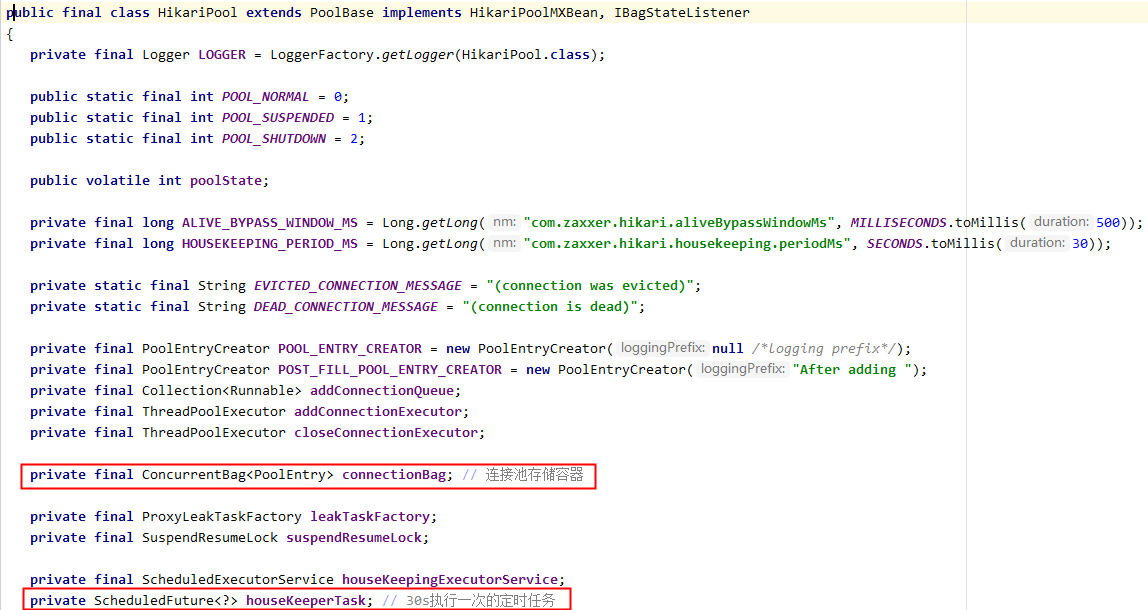 public final class HikariPool extends PoolBase implements HikariPoolMXBean, IBagStateListener
{
private final Logger LOGGER = LoggerFactory.getLogger(HikariPool.class);
public static final int POOL_NORMAL = 0;
public static final int POOL_SUSPENDED = 1;
public static final int POOL_SHUTDOWN = 2;
public volatile int poolState;
private final long ALIVE_BYPASS_WINDOW_MS = Long.getLong( nm: "com.zaxxer.hikari.aliveBypassWindowMs", MILLISECONDS.toMillis( duration: 500));
private final long HOUSEKEEPING_PERIOD_MS = Long.getLong( nm: "com.zaxxer.hikari.housekeeping.periodMs", SECONDS.toMillis( duration: 30));
private static final String EVICTED_CONNECTION_MESSAGE = "(connection was evicted)";
private static final String DEAD_CONNECTION_MESSAGE = "(connection is dead)";
private final PoolEntryCreator POOL_ENTRY_CREATOR = new PoolEntryCreator( loggingPrefix: null /*logging prefix*/);
private final PoolEntryCreator POST_FILL_POOL_ENTRY_CREATOR = new PoolEntryCreator( loggingPrefix: "After adding ");
private final Collection<Runnable> addConnectionQueue;
private final ThreadPoolExecutor addConnectionExecutor;
private final ThreadPoolExecutor closeConnectionExecutor;
private final ConcurrentBag<PoolEntry> connectionBag; // 连接池存储容器
private final ProxyLeakTaskFactory leakTaskFactory;
private final SuspendResumeLock suspendResumeLock;
private final ScheduledExecutorService houseKeepingExecutorService;
private ScheduledFuture<?> houseKeeperTask; // 30s执行一次的定时任务